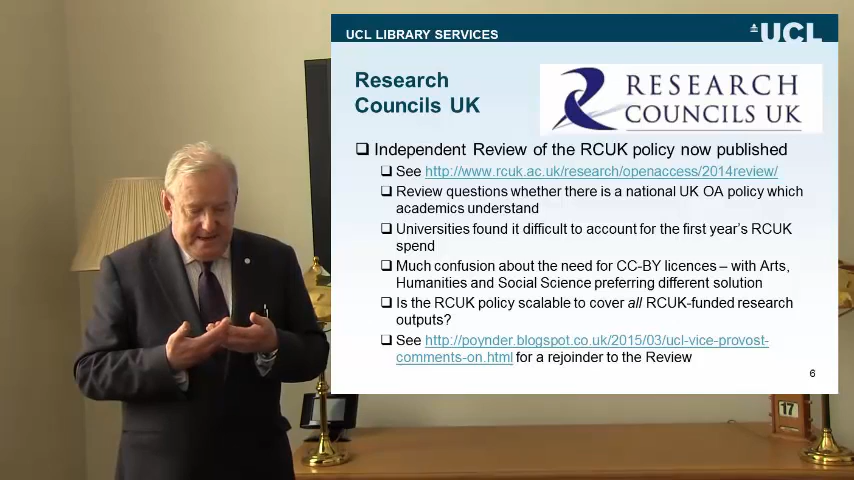 UCL LIBRARY SERVICES
UCL
Research
Councils UK
RESEARCH
COUNCILS UK
Independent Review of the RCUK policy now published
See http://www.rcuk.ac.uk/research/openaccess/2014review/
Review questions whether there is a national UK OA policy which
academics understand
Universities found it difficult to account for the first year's RCUK
spend
Much confusion about the need for CC-BY licences – with Arts,
Humanities and Social Science preferring different solution
Is the RCUK policy scalable to cover all RCUK-funded research
outputs?
See http://poynder.blogspot.co.uk/2015/03/ucl-vice-provost-
comments-on.html for a rejoinder to the Review
6
17